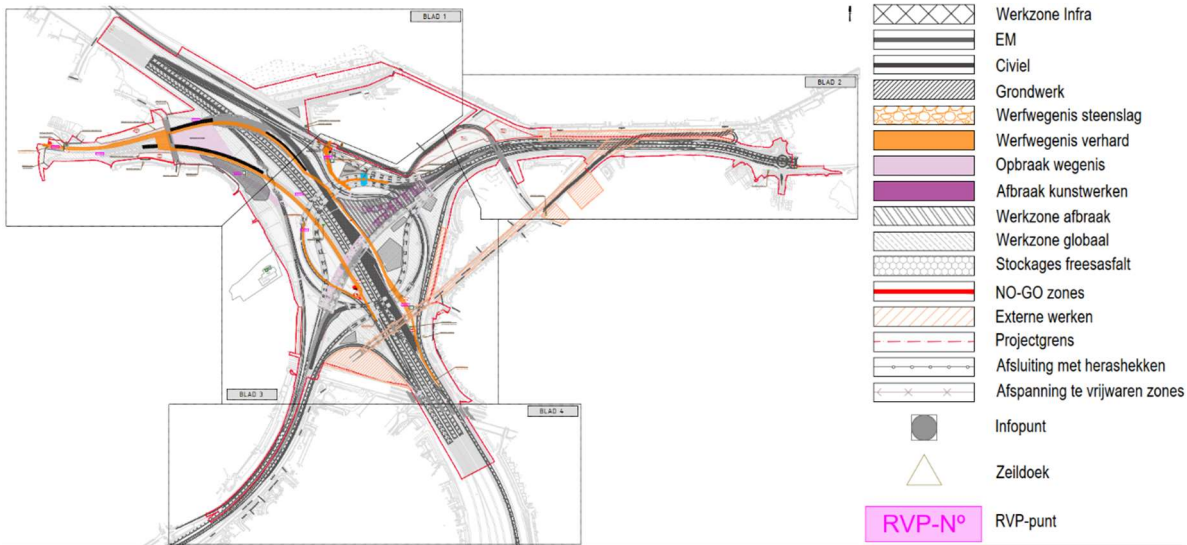 BLAD 1
BLAD 2
BLAD 3
BLAD 4
Werkzone Infra
EM
Civiel
Grondwerk
Werfwegenis steenslag
Werfwegenis verhard
Opbraak wegenis
Afbraak kunstwerken
Werkzone afbraak
Werkzone globaal
Stockages freesasfalt
NO-GO zones
Externe werken
Projectgrens
Afsluiting met herashekken
Afspanning te vrijwaren zones
Infopunt
Zeildoek
RVP-Nº RVP-punt